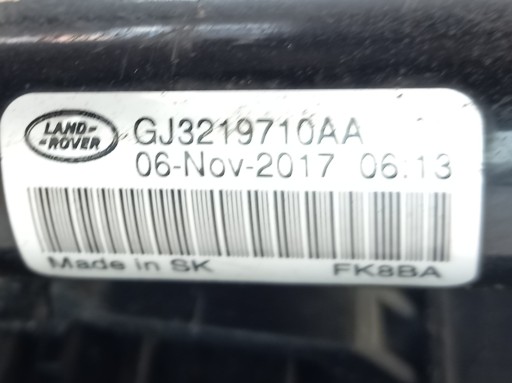 LAND-
-ROVER
GJ3219710AA
06-Nov-2017 06:13
Made in SK FK8BA